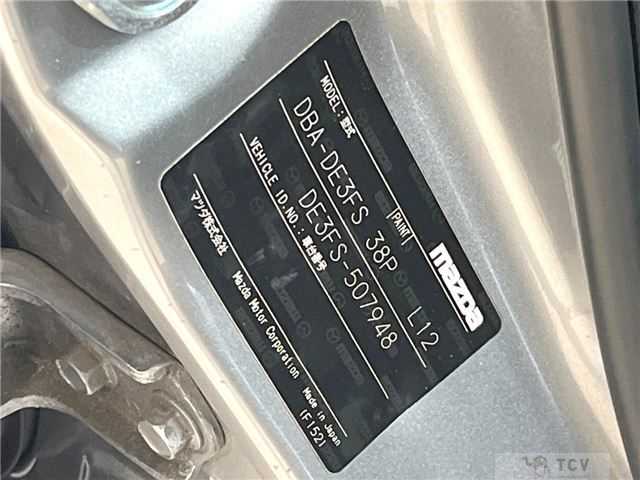 mazda
MODEL:型式 [PAINT]
DBA-DE3FS 38P L12
VEHICLE ID.NO.:車台番号
DE3FS-507948
マツダ株式会社 Mazda Motor Corporation Made in Japan
(F152)
TCV